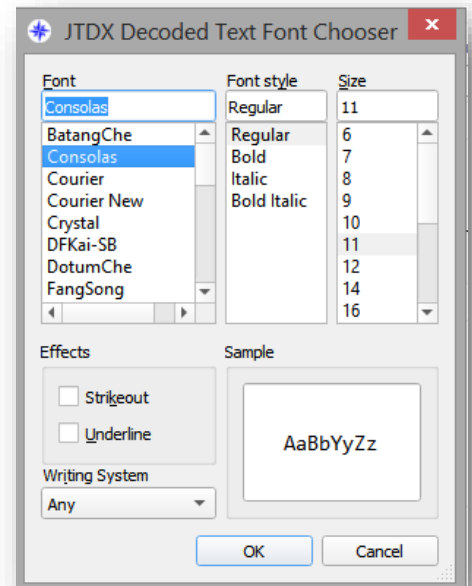 JTDX Decoded Text Font Chooser
Font
Font style
Size
Consolas
Regular
11
BatangChe
Consolas
Courier
Courier New
Crystal
DFKai-SB
DotumChe
FangSong
Regular
Bold
Italic
Bold Italic
6
7
8
9
10
11
12
14
16
Effects
Strikeout
Underline
Sample
AaBbYyZz
Writing System
Any
OK
Cancel